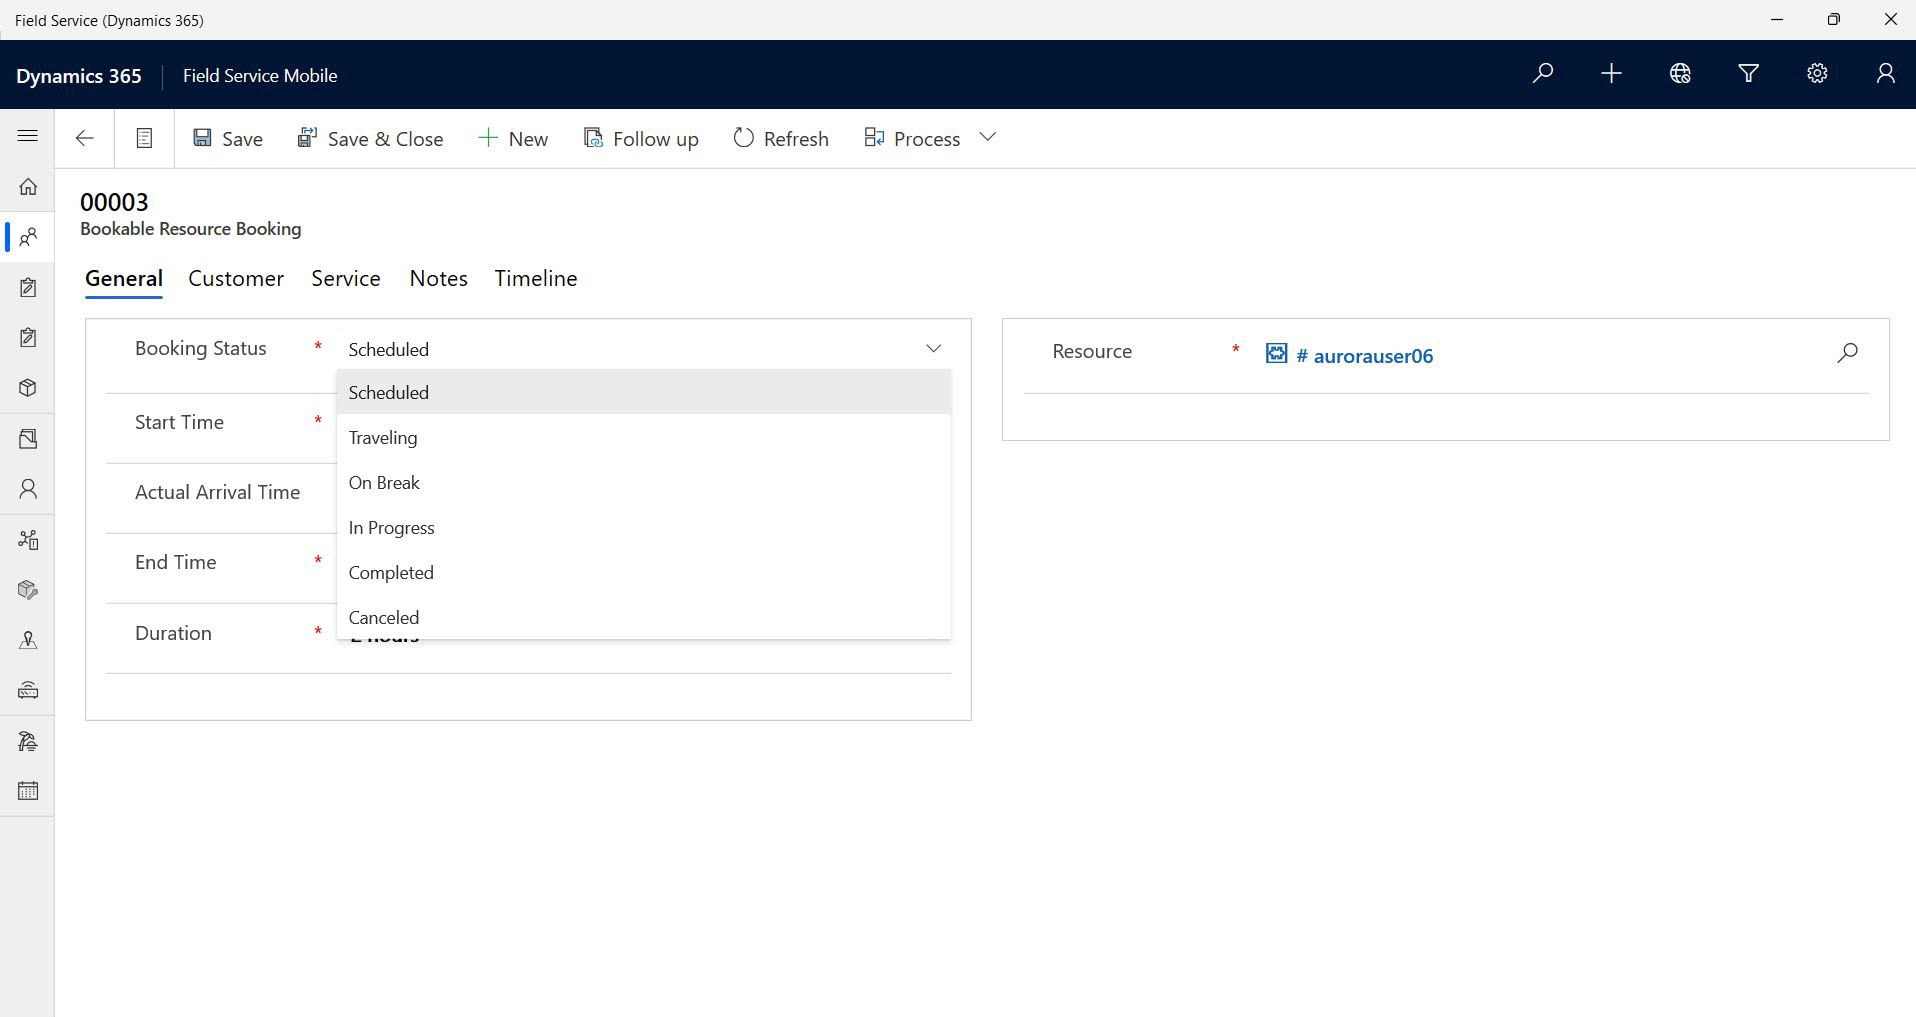 Field Service (Dynamics 365)
Dynamics 365 Field Service Mobile
Save Save & Close New Follow up Refresh Process
00003
Bookable Resource Booking
General Customer Service Notes Timeline
Booking Status * Scheduled
Scheduled
Traveling
On Break
In Progress
Completed
Canceled
Start Time *
Actual Arrival Time
End Time *
Duration * 2 hours
Resource * # aurorauser06